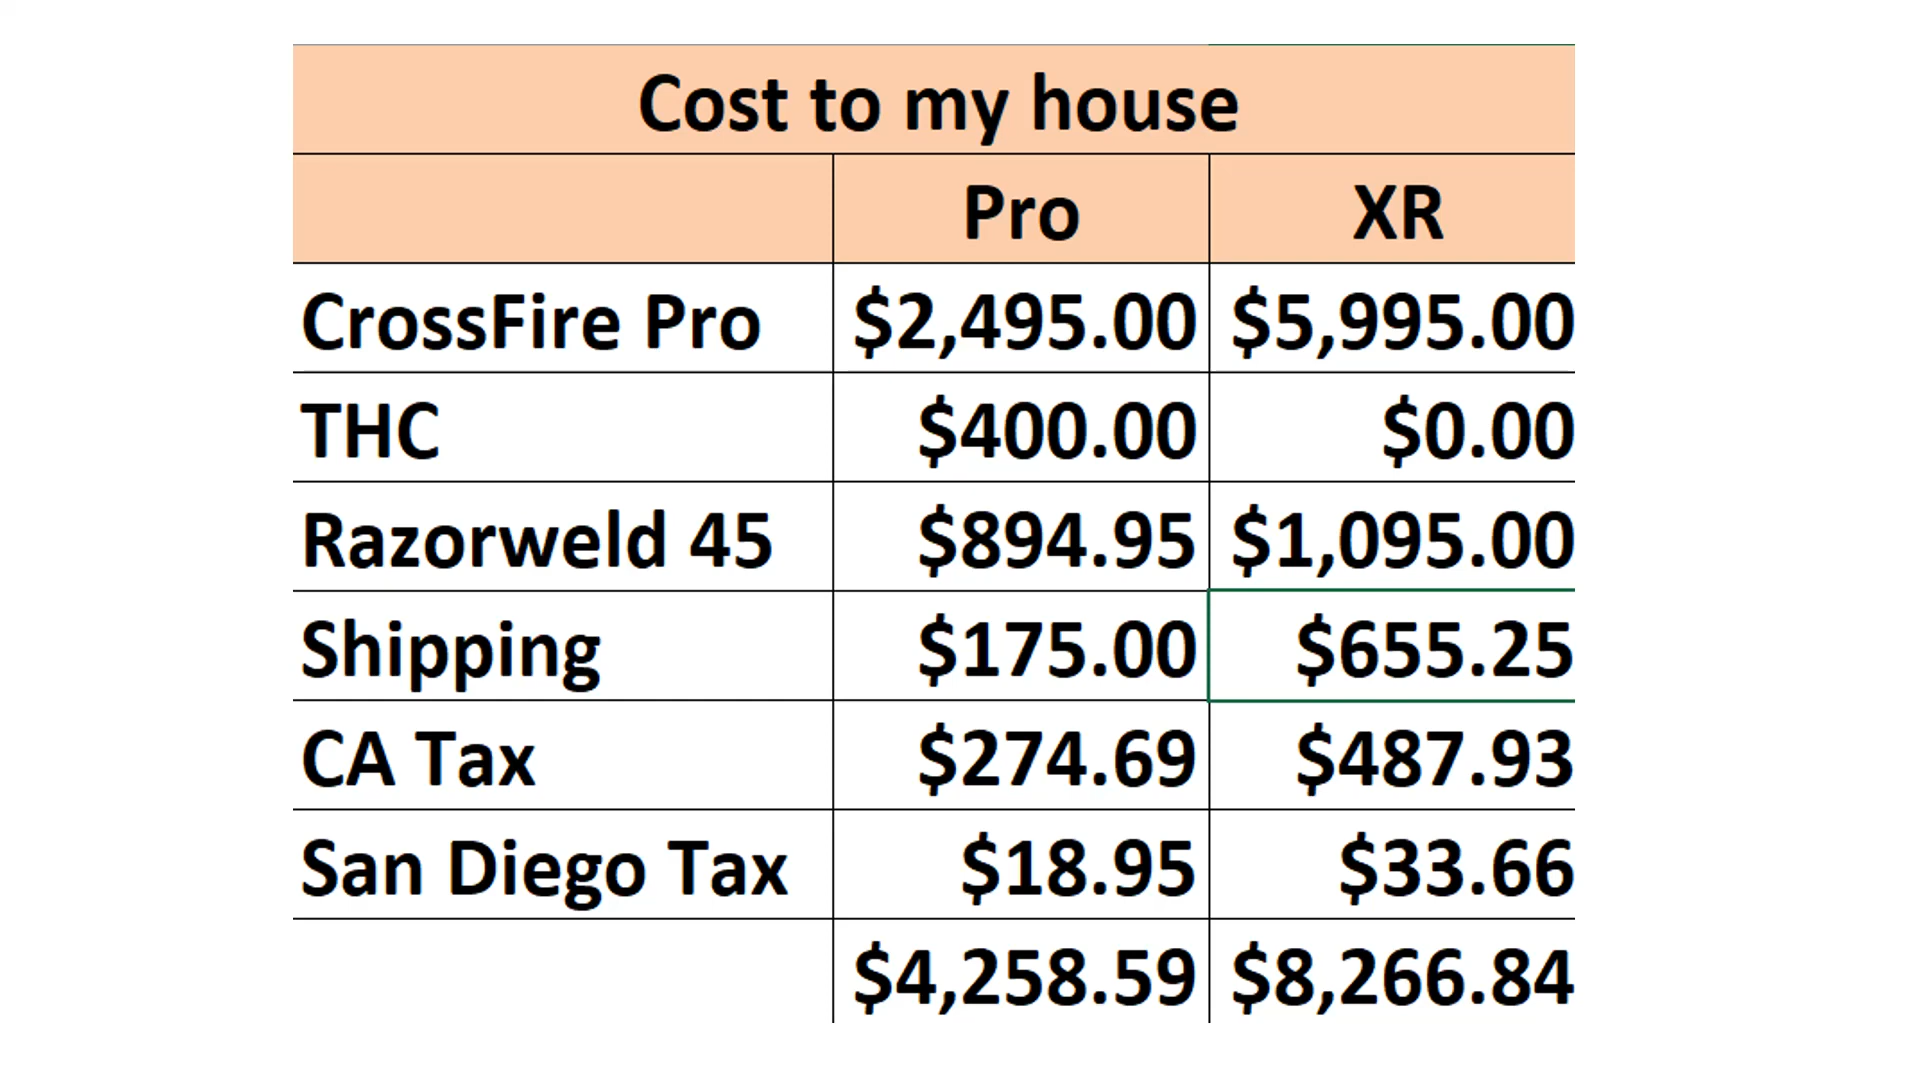 Cost to my house
Pro XR
CrossFire Pro $2,495.00 $5,995.00
THC $400.00 $0.00
Razorweld 45 $894.95 $1,095.00
Shipping $175.00 $655.25
CA Tax $274.69 $487.93
San Diego Tax $18.95 $33.66
$4,258.59 $8,266.84